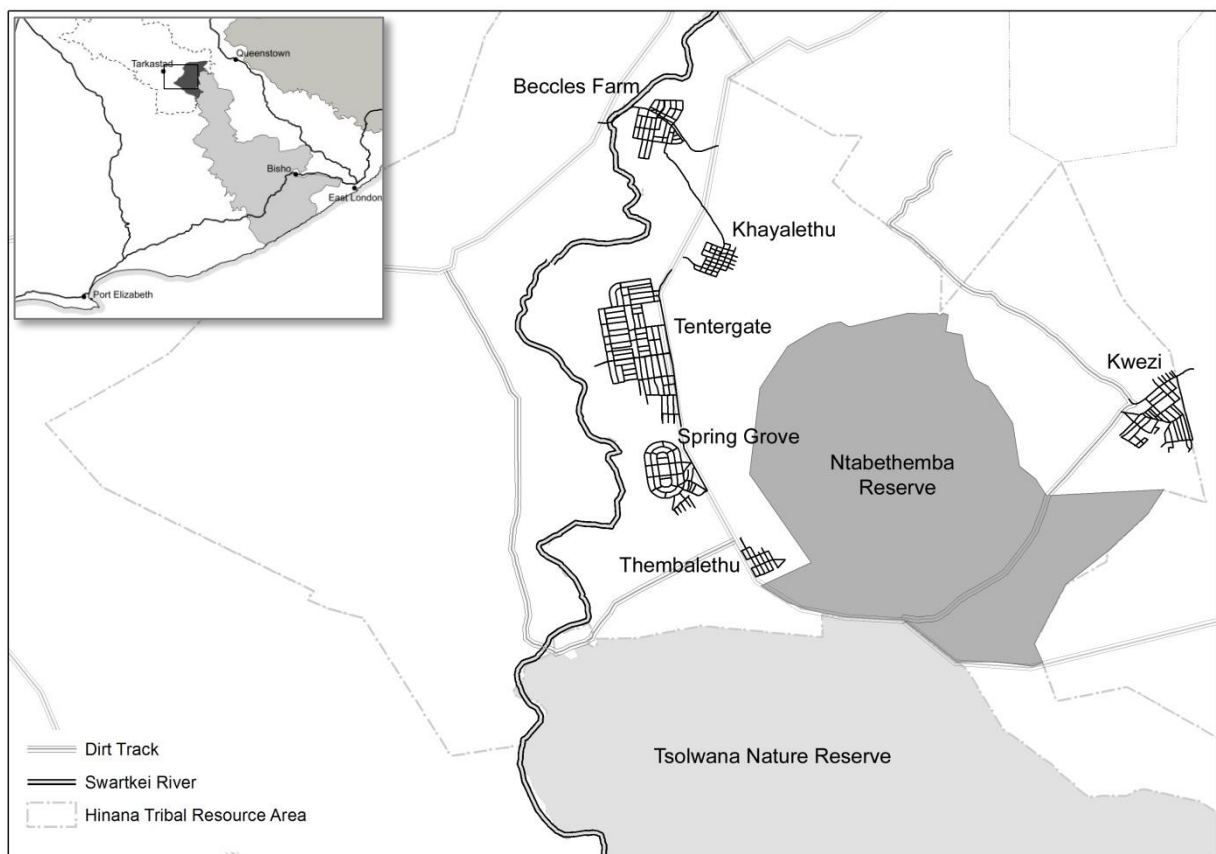 Queenstown
Tarkastad
Bisho
East London
Port Elizabeth
Beccles Farm
Khayalethu
Tentergate
Kwezi
Spring Grove
Ntabethemba
Reserve
Thembalethu
Tsolwana Nature Reserve
Dirt Track
Swartkei River
Hinana Tribal Resource Area